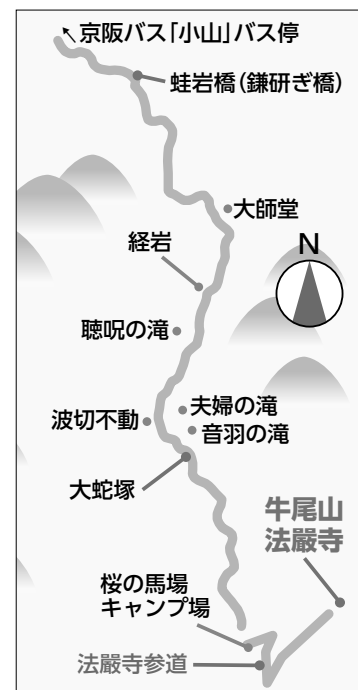 ↖京阪バス「小山」バス停
蛙岩橋(鎌研ぎ橋)
大師堂
N
経岩
聴呪の滝
夫婦の滝
波切不動
音羽の滝
大蛇塚
牛尾山
法嚴寺
桜の馬場
キャンプ場
法嚴寺参道